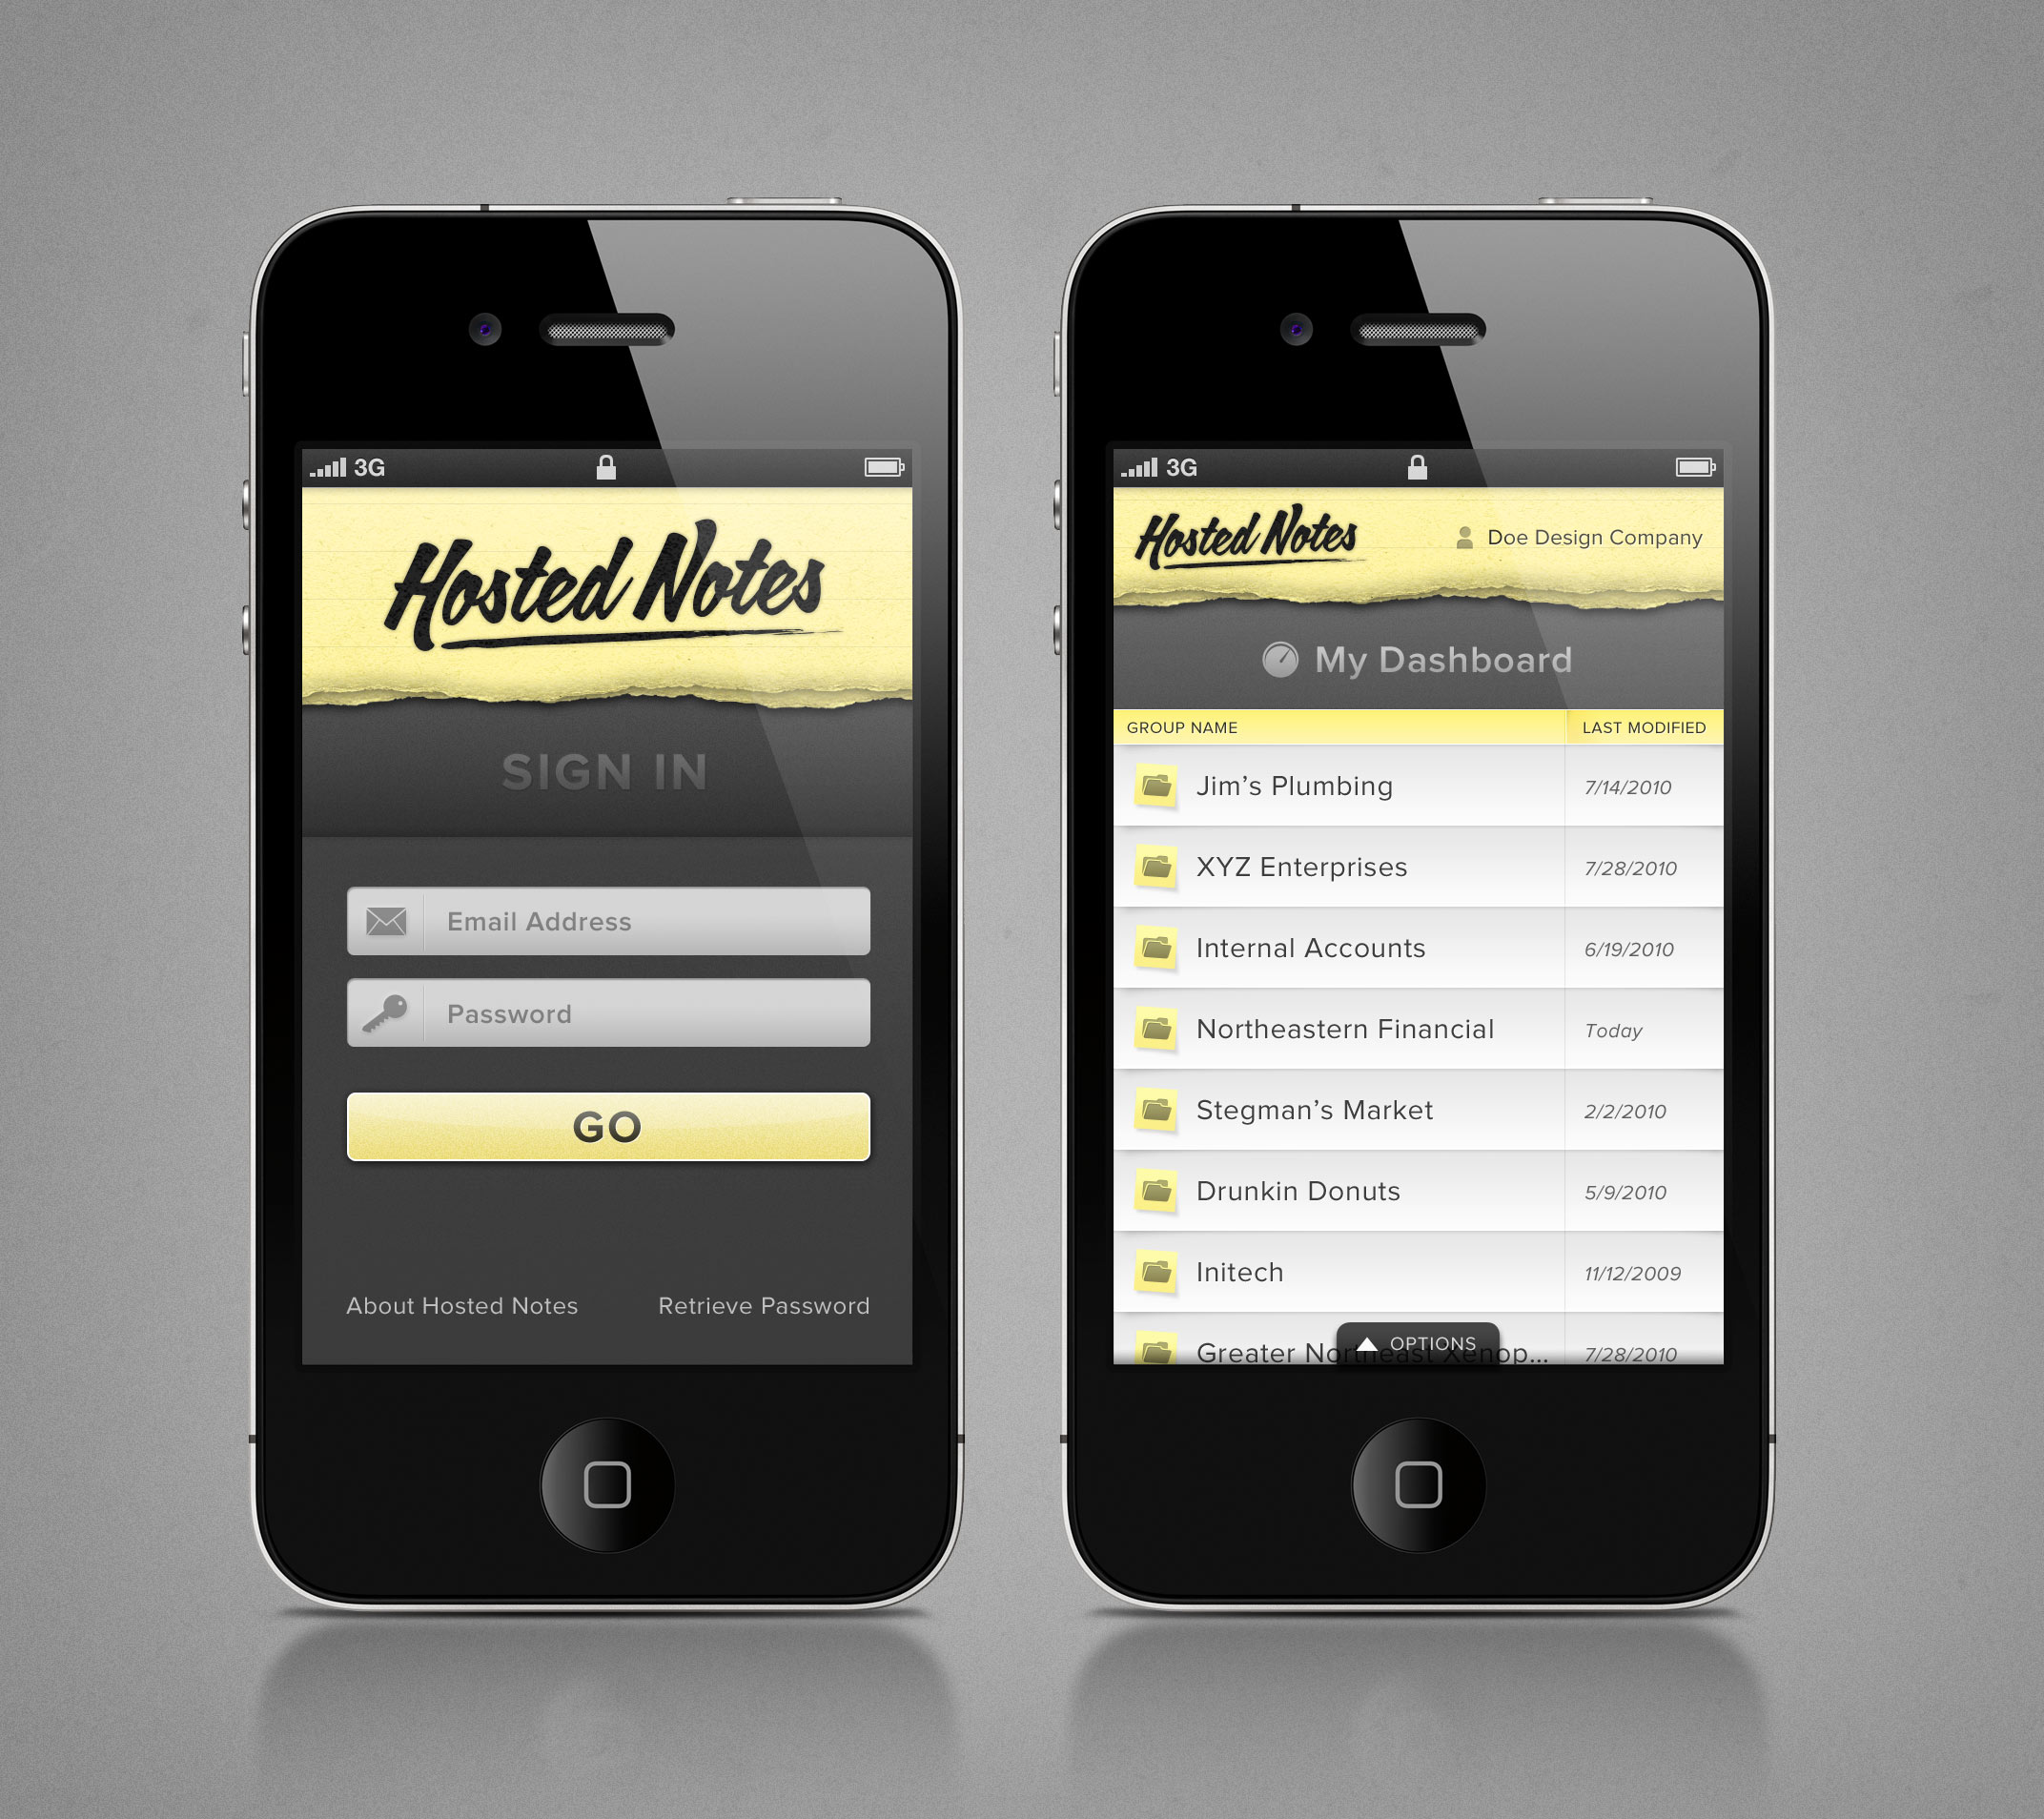 3G
Hosted Notes
SIGN IN
Email Address
Password
GO
About Hosted Notes Retrieve Password
3G
Hosted Notes Doe Design Company
My Dashboard
GROUP NAME LAST MODIFIED
Jim’s Plumbing 7/14/2010
XYZ Enterprises 7/28/2010
Internal Accounts 6/19/2010
Northeastern Financial Today
Stegman’s Market 2/2/2010
Drunkin Donuts 5/9/2010
Initech 11/12/2009
OPTIONS
Greater Northeast Xenop... 7/28/2010